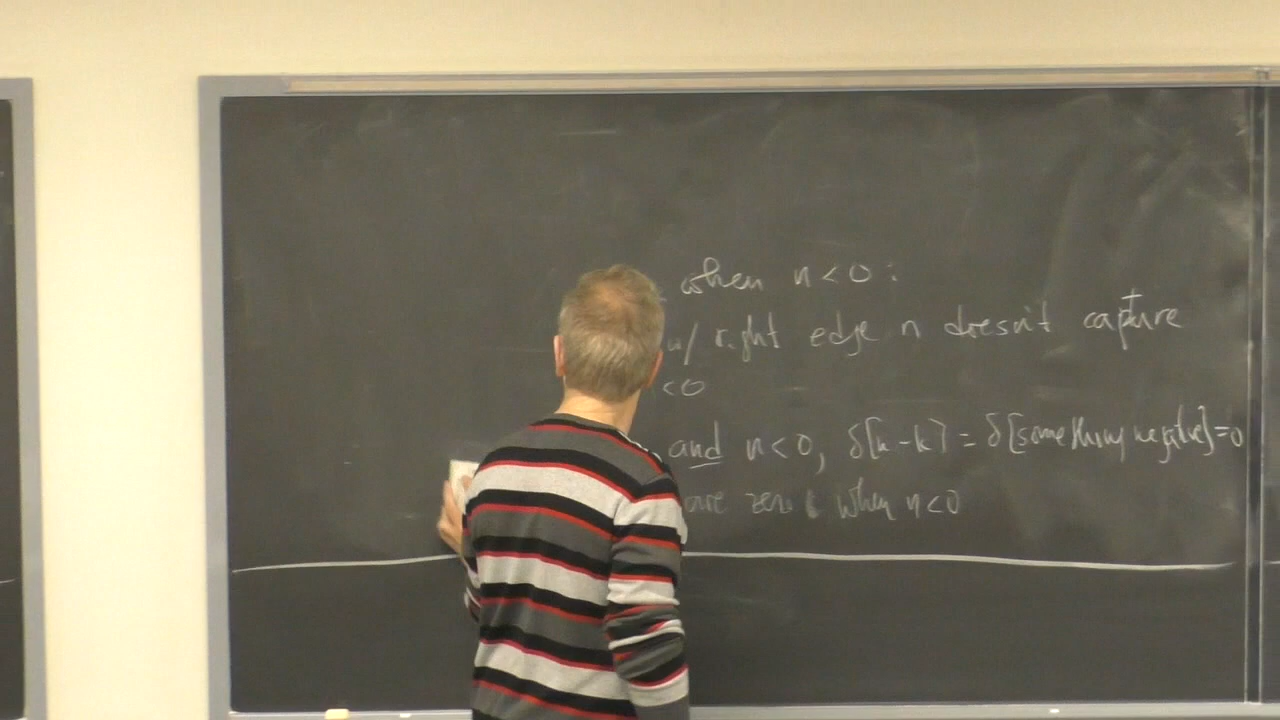 when n<0:
w/ right edge n doesn't capture
<0
and n<0, δ[n-k] = δ[something negative]=0
are zero when n<0